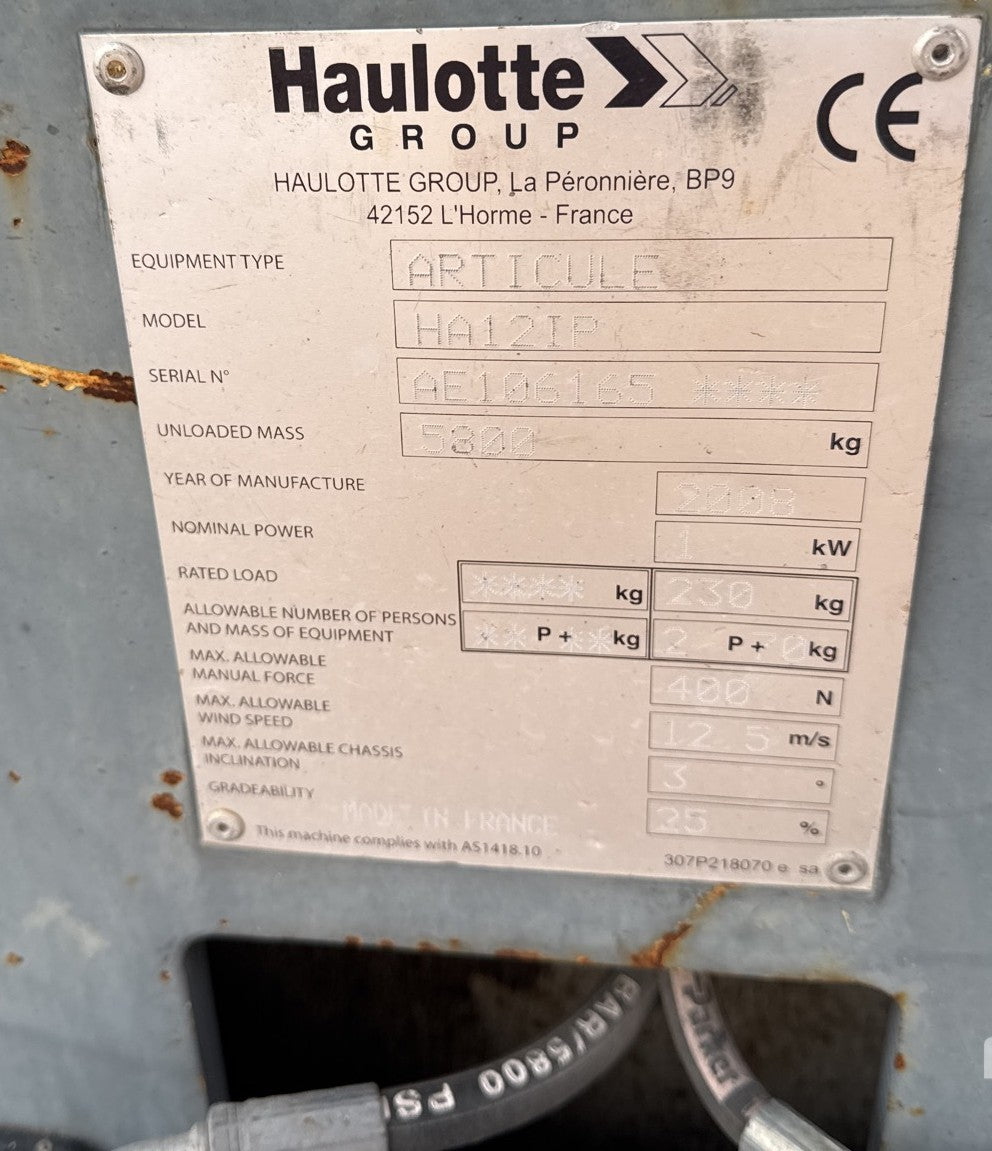 Haulotte
GROUP
CE
HAULOTTE GROUP, La Péronnière, BP9
42152 L'Horme - France
EQUIPMENT TYPE ARTICULE
MODEL HA12IP
SERIAL N° AE106165 ****
UNLOADED MASS 5800 kg
YEAR OF MANUFACTURE 2008
NOMINAL POWER 1 kW
RATED LOAD **** kg 230 kg
ALLOWABLE NUMBER OF PERSONS
AND MASS OF EQUIPMENT ** P + ** kg 2 P + 70 kg
MAX. ALLOWABLE
MANUAL FORCE 400 N
MAX. ALLOWABLE
WIND SPEED 12.5 m/s
MAX. ALLOWABLE CHASSIS
INCLINATION 3 °
GRADEABILITY 25 %
MADE IN FRANCE
This machine complies with AS1418.10
307P218070 e sa
BAR/5800 PSI
Parker